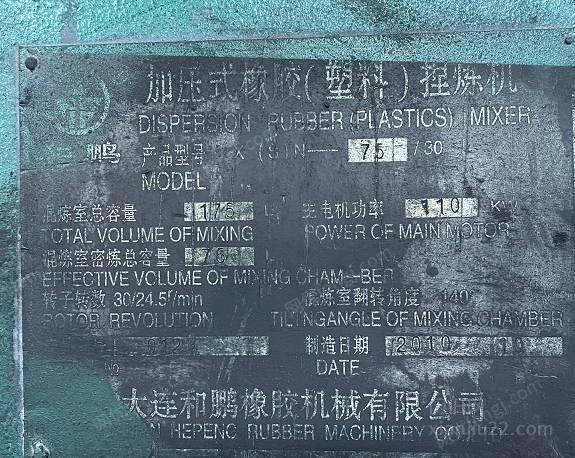 加压式橡胶(塑料)捏炼机
DISPERSION RUBBER (PLASTICS) MIXER
鹏 产品型号 X(S)N— 75 /30
MODEL
混炼室总容量 175 主电机功率 110 KW
TOTAL VOLUME OF MIXING POWER OF MAIN MOTOR
混炼室密炼总容量 75
EFFECTIVE VOLUME OF MIXING CHAM-BER
转子转数 30/24.5r/min 混炼室翻转角度 140°
ROTOR REVOLUTION TILTINGANGLE OF MIXING CHAMBER
制造日期 2010 10
No DATE
大连和鹏橡胶机械有限公司
HEPENG RUBBER MACHINERY CO